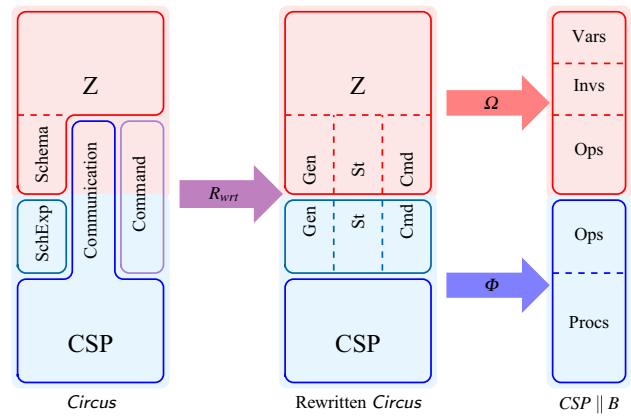 Z
Schema
Communication
Command
SchExp
CSP
Circus
R_wrt
Z
Gen
St
Cmd
Gen
St
Cmd
CSP
Rewritten Circus
Ω
Φ
Vars
Invs
Ops
Ops
Procs
CSP || B